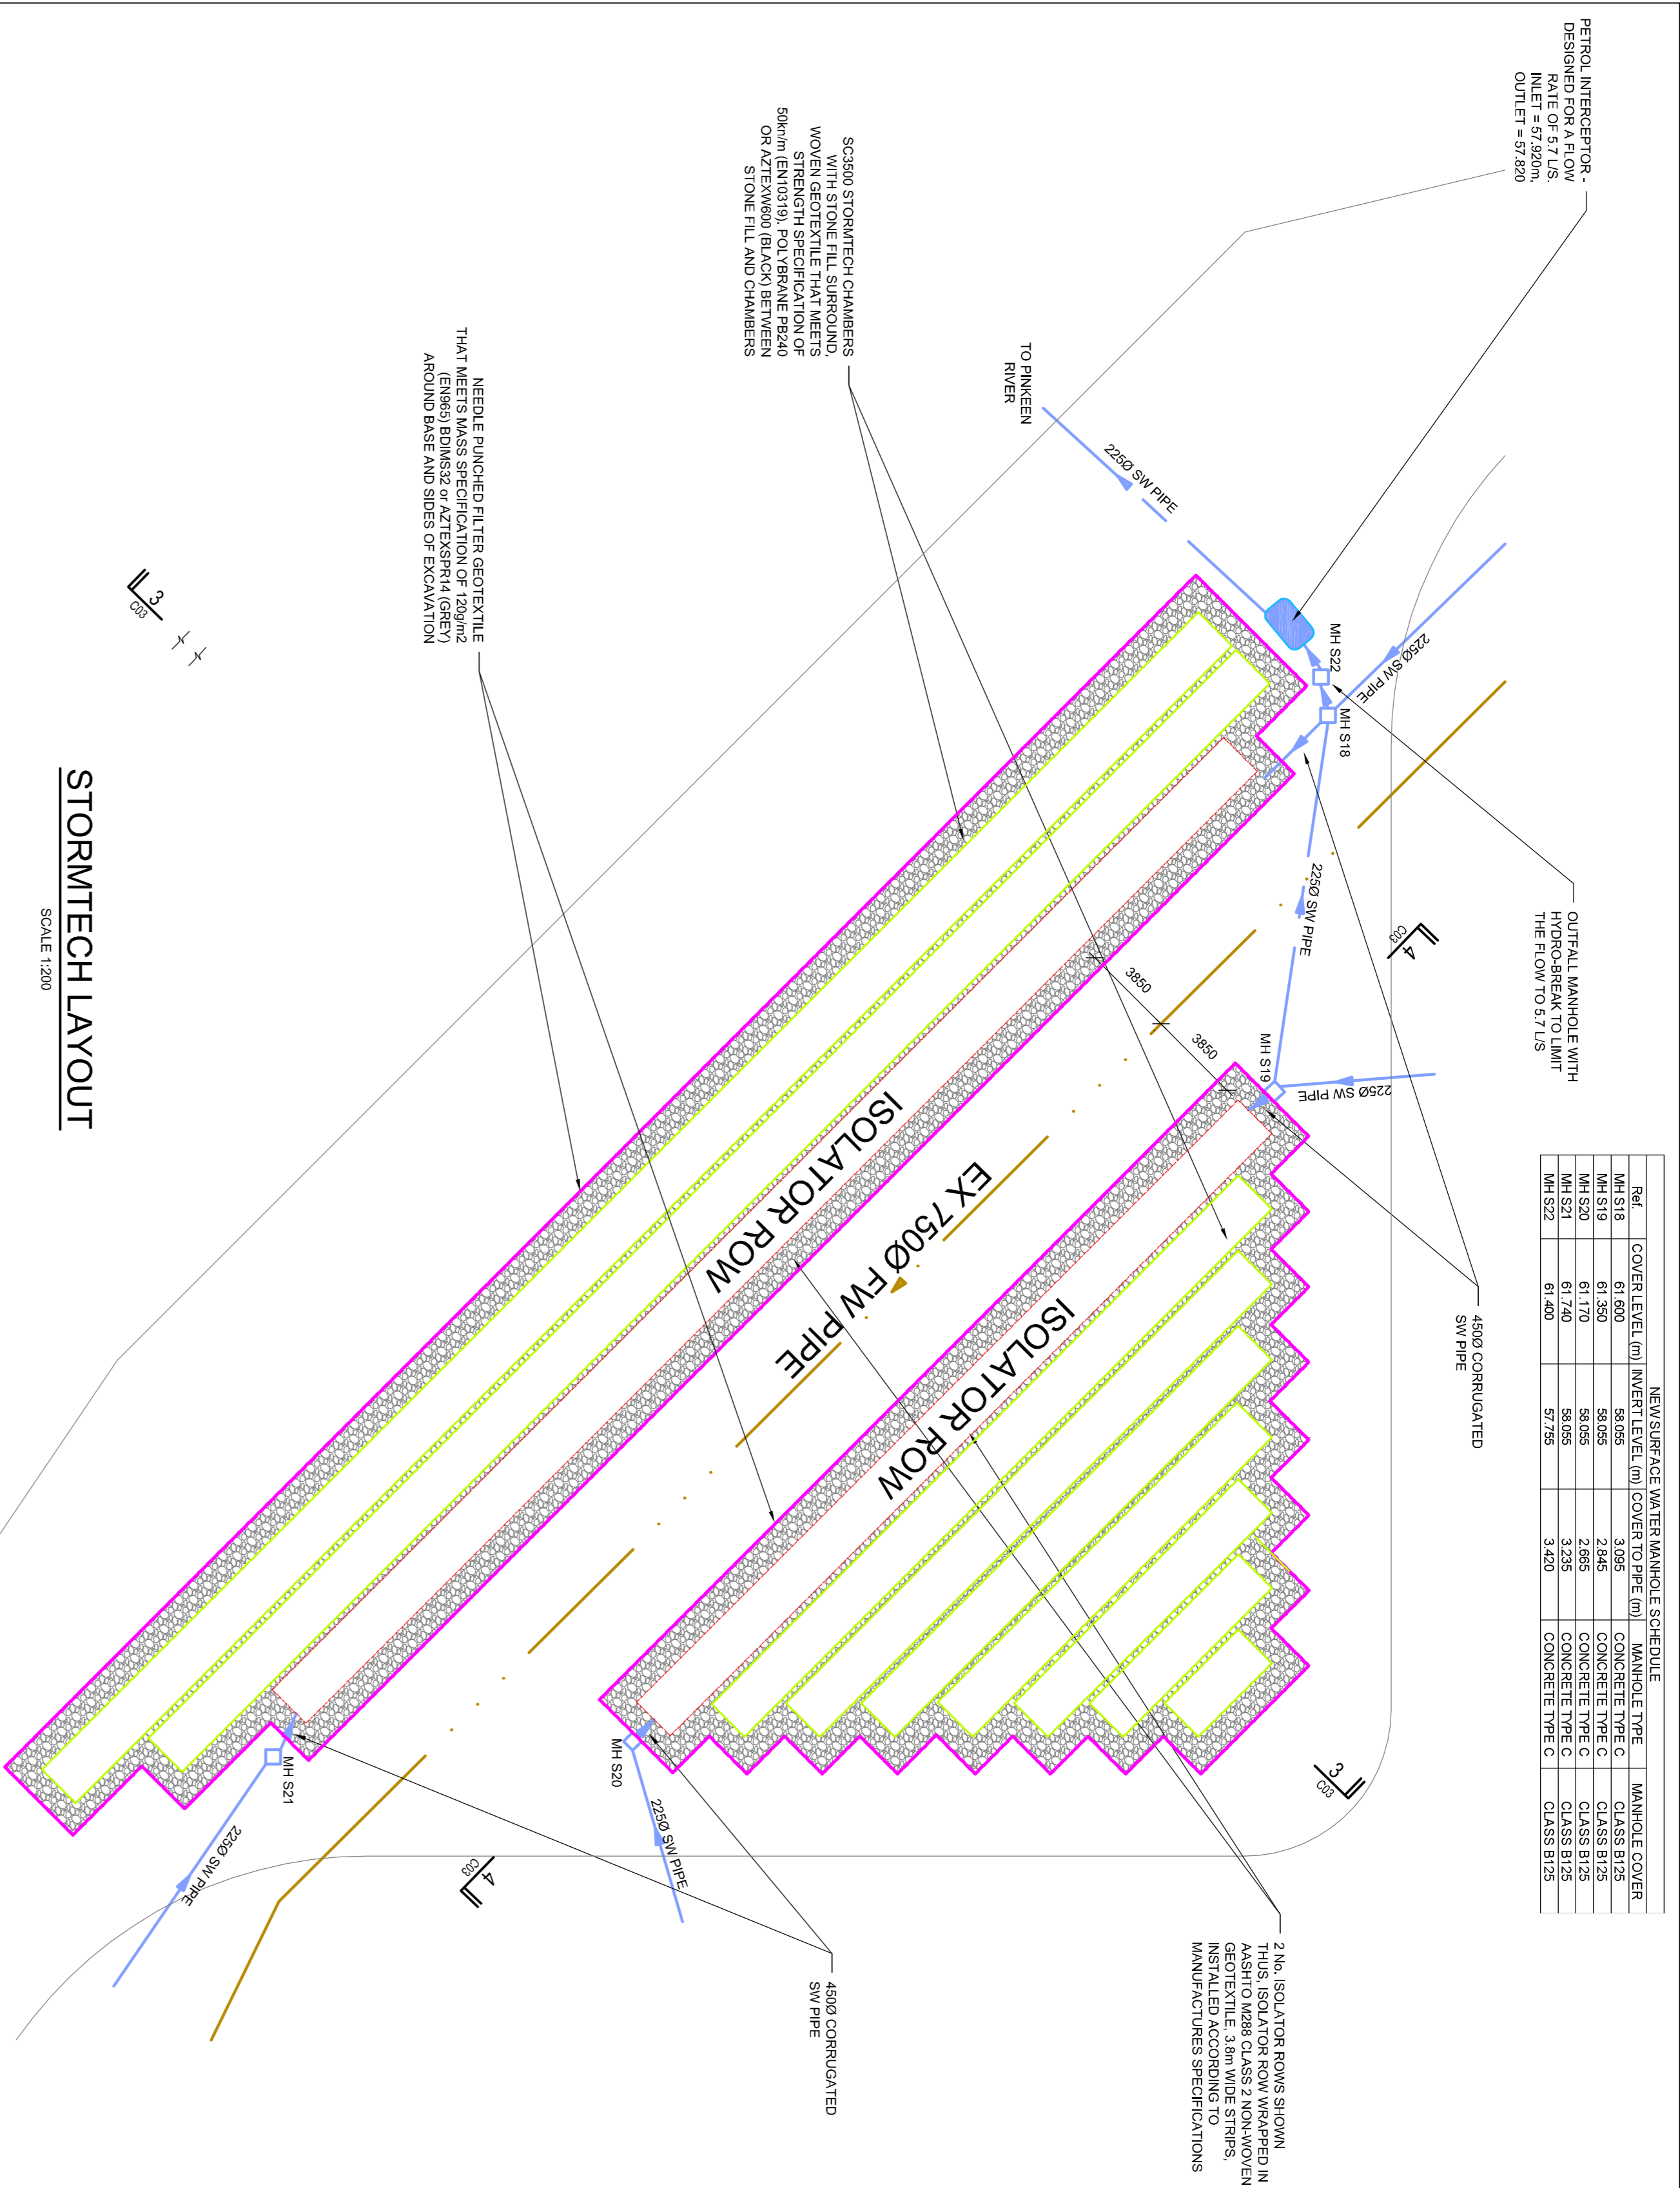 NEW SURFACE WATER MANHOLE SCHEDULE
Ref. COVER LEVEL (m) INVERT LEVEL (m) COVER TO PIPE (m) MANHOLE TYPE MANHOLE COVER
MH S18 61.600 58.055 3.095 CONCRETE TYPE C CLASS B125
MH S19 61.350 58.055 2.845 CONCRETE TYPE C CLASS B125
MH S20 61.170 58.055 2.665 CONCRETE TYPE C CLASS B125
MH S21 61.740 58.055 3.235 CONCRETE TYPE C CLASS B125
MH S22 61.400 57.755 3.420 CONCRETE TYPE C CLASS B125
PETROL INTERCEPTOR -
DESIGNED FOR A FLOW
RATE OF 5.7 L/S.
INLET = 57.920m,
OUTLET = 57.820
OUTFALL MANHOLE WITH
HYDRO-BREAK TO LIMIT
THE FLOW TO 5.7 L/S
450Ø CORRUGATED
SW PIPE
225Ø SW PIPE
MH S22
MH S18
225Ø SW PIPE
4
C03
225Ø SW PIPE
MH S19
3
C03
2 No. ISOLATOR ROWS SHOWN
THUS, ISOLATOR ROW WRAPPED IN
AASHTO M288 CLASS 2 NON-WOVEN
GEOTEXTILE, 3.8m WIDE STRIPS,
INSTALLED ACCORDING TO
MANUFACTURES SPECIFICATIONS
225Ø SW PIPE
TO PINKEEN
RIVER
3850
3850
ISOLATOR ROW
EX 750Ø FW PIPE
ISOLATOR ROW
SC3500 STORMTECH CHAMBERS
WITH STONE FILL SURROUND,
WOVEN GEOTEXTILE THAT MEETS
STRENGTH SPECIFICATION OF
50kn/m (EN10319). POLYBRANE PB240
OR AZTEXW600 (BLACK) BETWEEN
STONE FILL AND CHAMBERS
450Ø CORRUGATED
SW PIPE
MH S20
225Ø SW PIPE
NEEDLE PUNCHED FILTER GEOTEXTILE
THAT MEETS MASS SPECIFICATION OF 120g/m2
(EN965) BDIMS32 or AZTEXSPR14 (GREY)
AROUND BASE AND SIDES OF EXCAVATION
4
C03
MH S21
225Ø SW PIPE
3
C03
STORMTECH LAYOUT
SCALE 1:200